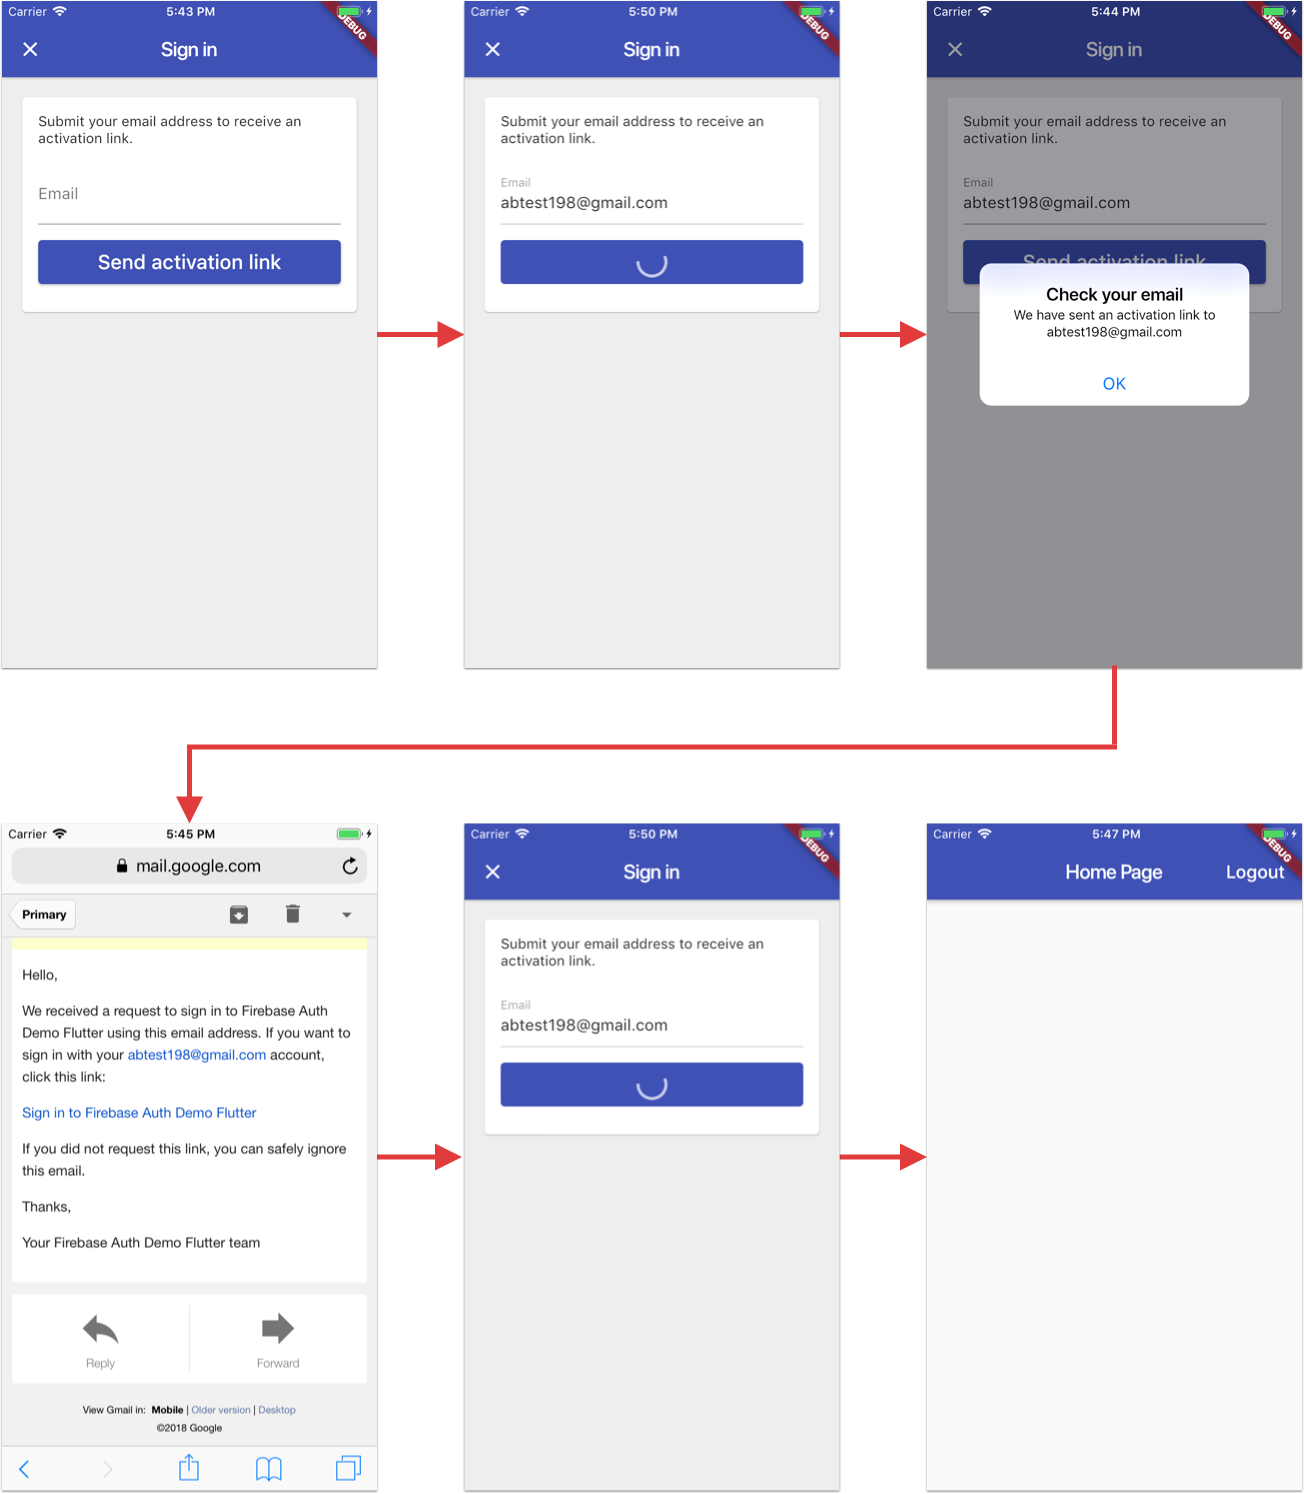 Carrier 5:43 PM
DEBUG
Sign in
Submit your email address to receive an
activation link.
Email
Send activation link
Carrier 5:50 PM
DEBUG
Sign in
Submit your email address to receive an
activation link.
Email
abtest198@gmail.com
Carrier 5:44 PM
DEBUG
Sign in
Submit your email address to receive an
activation link.
Email
abtest198@gmail.com
Send activation link
Check your email
We have sent an activation link to
abtest198@gmail.com
OK
Carrier 5:45 PM
mail.google.com
Primary
Hello,
We received a request to sign in to Firebase Auth
Demo Flutter using this email address. If you want to
sign in with your abtest198@gmail.com account,
click this link:
Sign in to Firebase Auth Demo Flutter
If you did not request this link, you can safely ignore
this email.
Thanks,
Your Firebase Auth Demo Flutter team
Reply Forward
View Gmail in: Mobile | Older version | Desktop
©2018 Google
Carrier 5:50 PM
DEBUG
Sign in
Submit your email address to receive an
activation link.
Email
abtest198@gmail.com
Carrier 5:47 PM
DEBUG
Home Page Logout